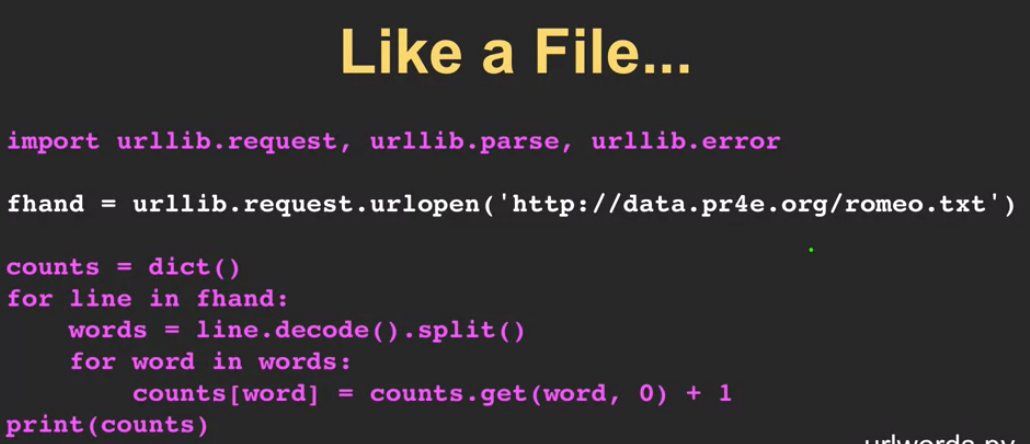 Like a File...
import urllib.request, urllib.parse, urllib.error
fhand = urllib.request.urlopen('http://data.pr4e.org/romeo.txt')
counts = dict()
for line in fhand:
    words = line.decode().split()
    for word in words:
        counts[word] = counts.get(word, 0) + 1
print(counts)
urlwords.py